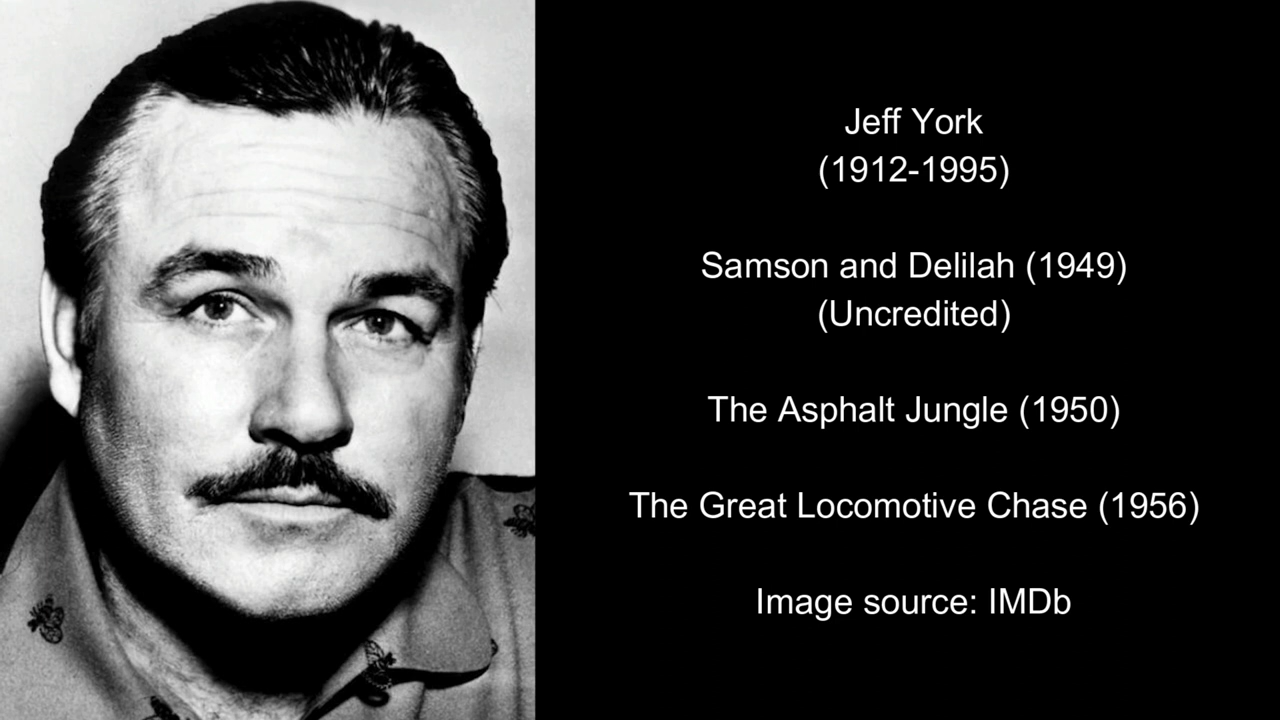 Jeff York
(1912-1995)
Samson and Delilah (1949)
(Uncredited)
The Asphalt Jungle (1950)
The Great Locomotive Chase (1956)
Image source: IMDb